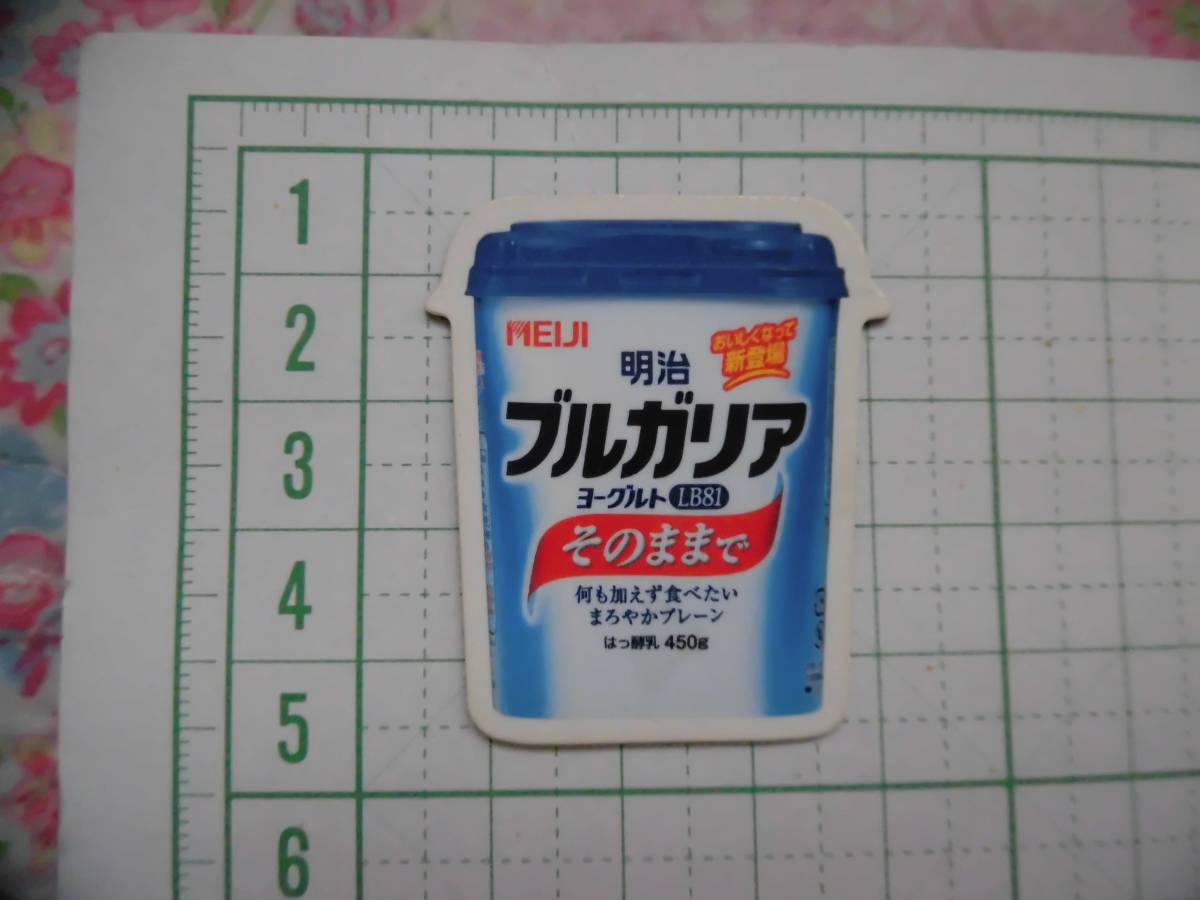 1
2
3
4
5
6
MEIJI
おいしくなって
新登場
明治
ブルガリア
ヨーグルト LB81
そのままで
何も加えず食べたい
まろやかプレーン
はっ酵乳 450g